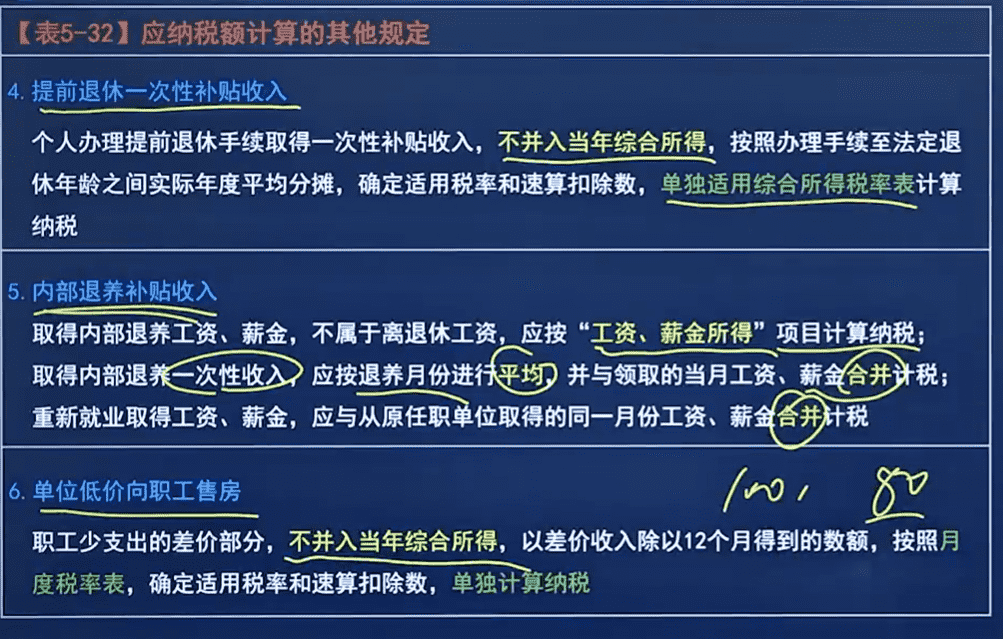 【表5-32】应纳税额计算的其他规定
4. 提前退休一次性补贴收入
个人办理提前退休手续取得一次性补贴收入，不并入当年综合所得，按照办理手续至法定退
休年龄之间实际年度平均分摊，确定适用税率和速算扣除数，单独适用综合所得税率表计算
纳税
5. 内部退养补贴收入
取得内部退养工资、薪金，不属于离退休工资，应按“工资、薪金所得”项目计算纳税；
取得内部退养一次性收入，应按退养月份进行平均，并与领取的当月工资、薪金合并计税；
重新就业取得工资、薪金，应与从原任职单位取得的同一月份工资、薪金合并计税
100, 80
6. 单位低价向职工售房
职工少支出的差价部分，不并入当年综合所得，以差价收入除以12个月得到的数额，按照月
度税率表，确定适用税率和速算扣除数，单独计算纳税